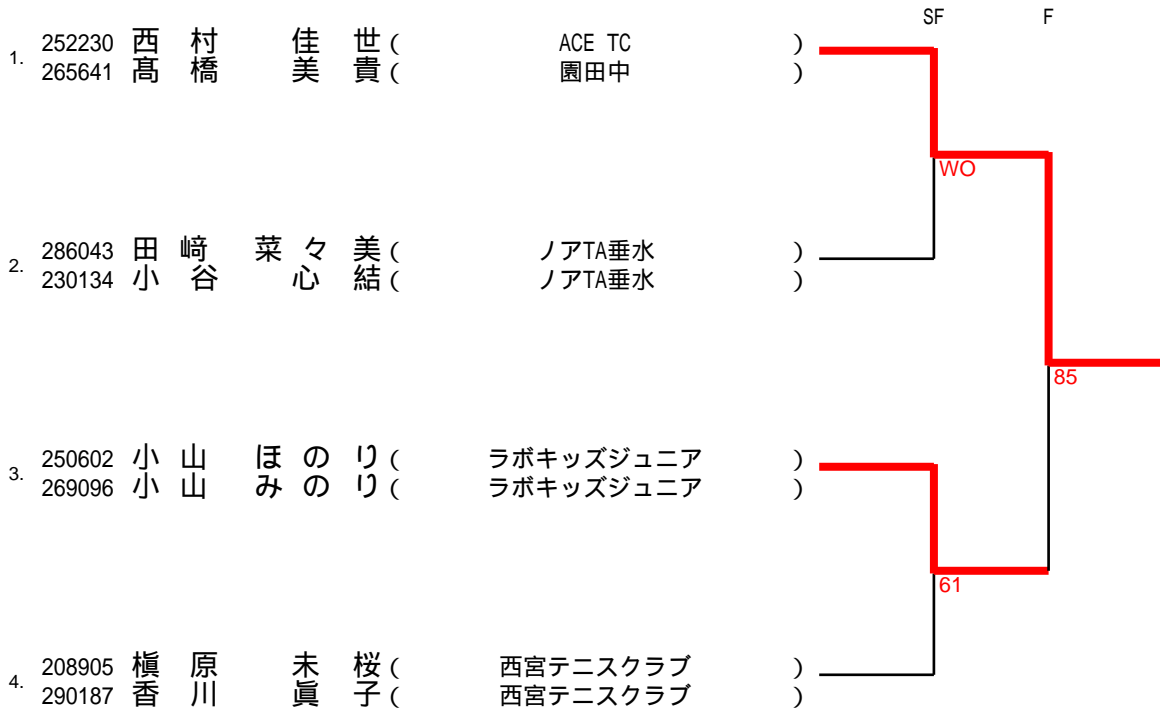 SF F
1. 252230 西村 佳世 ( ACE TC )
265641 髙橋 美貴 ( 園田中 )
WO
2. 286043 田﨑 菜々美 ( ノアTA垂水 )
230134 小谷 心結 ( ノアTA垂水 )
85
3. 250602 小山 ほのり ( ラボキッズジュニア )
269096 小山 みのり ( ラボキッズジュニア )
61
4. 208905 槇原 未桜 ( 西宮テニスクラブ )
290187 香川 眞子 ( 西宮テニスクラブ )